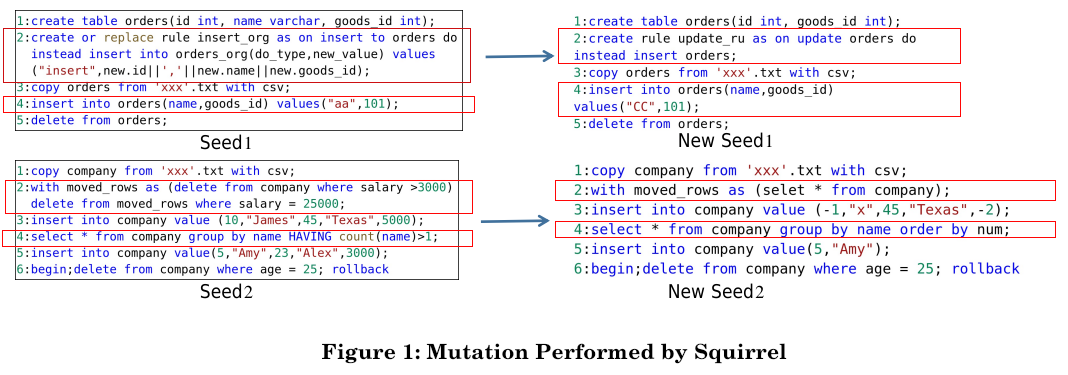 1:create table orders(id int, name varchar, goods_id int);
2:create or replace rule insert_org as on insert to orders do
instead insert into orders_org(do_type,new_value) values
("insert",new.id||','||new.name||new.goods_id);
3:copy orders from 'xxx'.txt with csv;
4:insert into orders(name,goods_id) values("aa",101);
5:delete from orders;
Seed1
1:create table orders(id int, goods_id int);
2:create rule update_ru as on update orders do
instead insert orders;
3:copy orders from 'xxx'.txt with csv;
4:insert into orders(name,goods_id)
values("CC",101);
5:delete from orders;
New Seed1
1:copy company from 'xxx'.txt with csv;
2:with moved_rows as (delete from company where salary >3000)
delete from moved_rows where salary = 25000;
3:insert into company value (10,"James",45,"Texas",5000);
4:select * from company group by name HAVING count(name)>1;
5:insert into company value(5,"Amy",23,"Alex",3000);
6:begin;delete from company where age = 25; rollback
Seed2
1:copy company from 'xxx'.txt with csv;
2:with moved_rows as (selet * from company);
3:insert into company value (-1,"x",45,"Texas",-2);
4:select * from company group by name order by num;
5:insert into company value(5,"Amy");
6:begin;delete from company where age = 25; rollback
New Seed2
Figure 1: Mutation Performed by Squirrel